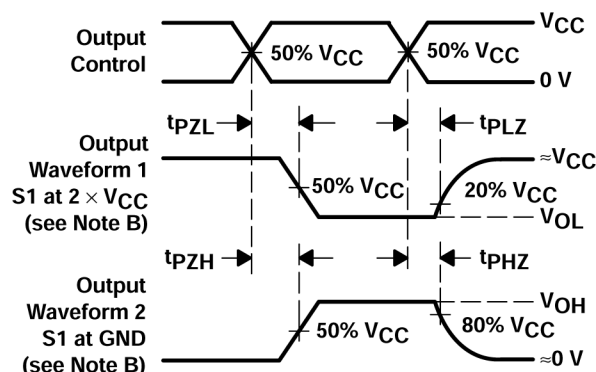 Output
Control
50% VCC
50% VCC
VCC
0 V
tPZL
tPLZ
Output
Waveform 1
S1 at 2 × VCC
(see Note B)
50% VCC
≈VCC
20% VCC
VOL
tPZH
tPHZ
Output
Waveform 2
S1 at GND
(see Note B)
50% VCC
VOH
80% VCC
≈0 V